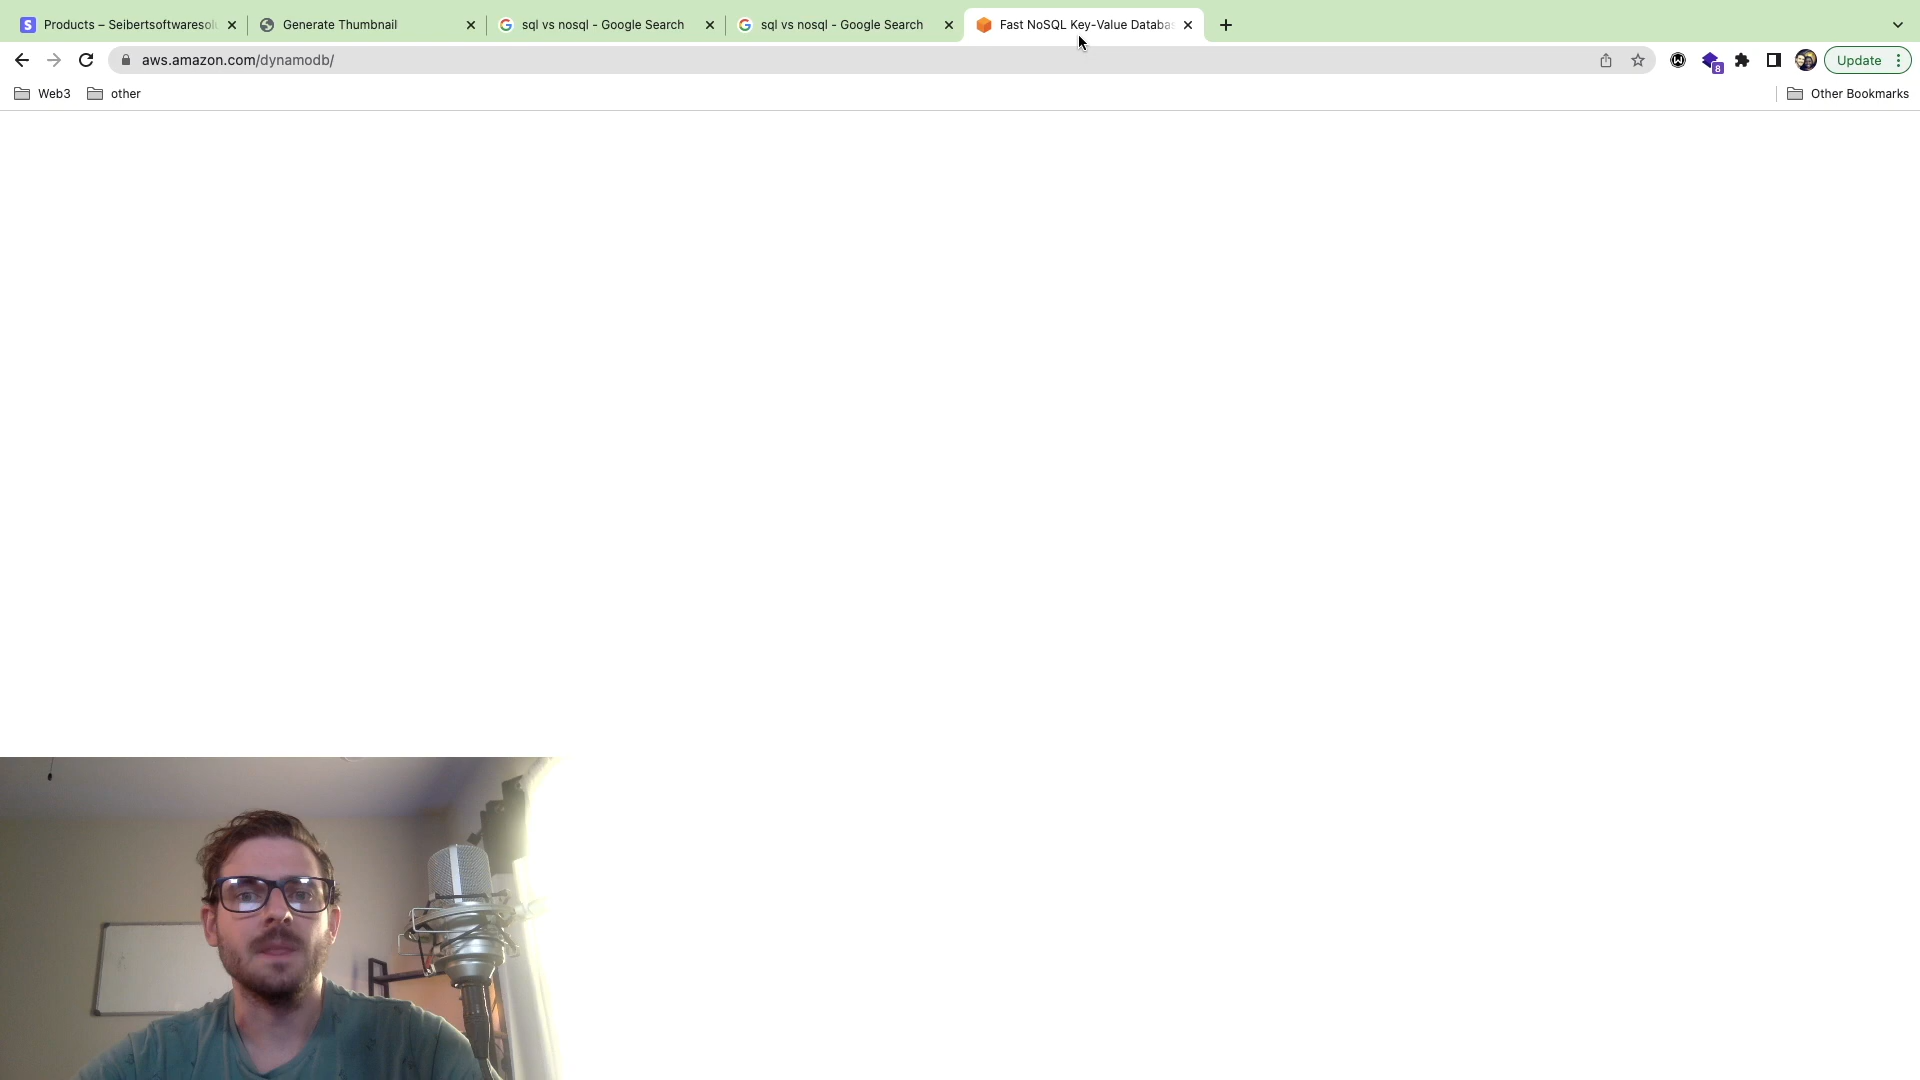 Products – Seibertsoftwaresol
Generate Thumbnail
sql vs nosql - Google Search
sql vs nosql - Google Search
Fast NoSQL Key-Value Databa
aws.amazon.com/dynamodb/
8
Update
Web3
other
Other Bookmarks